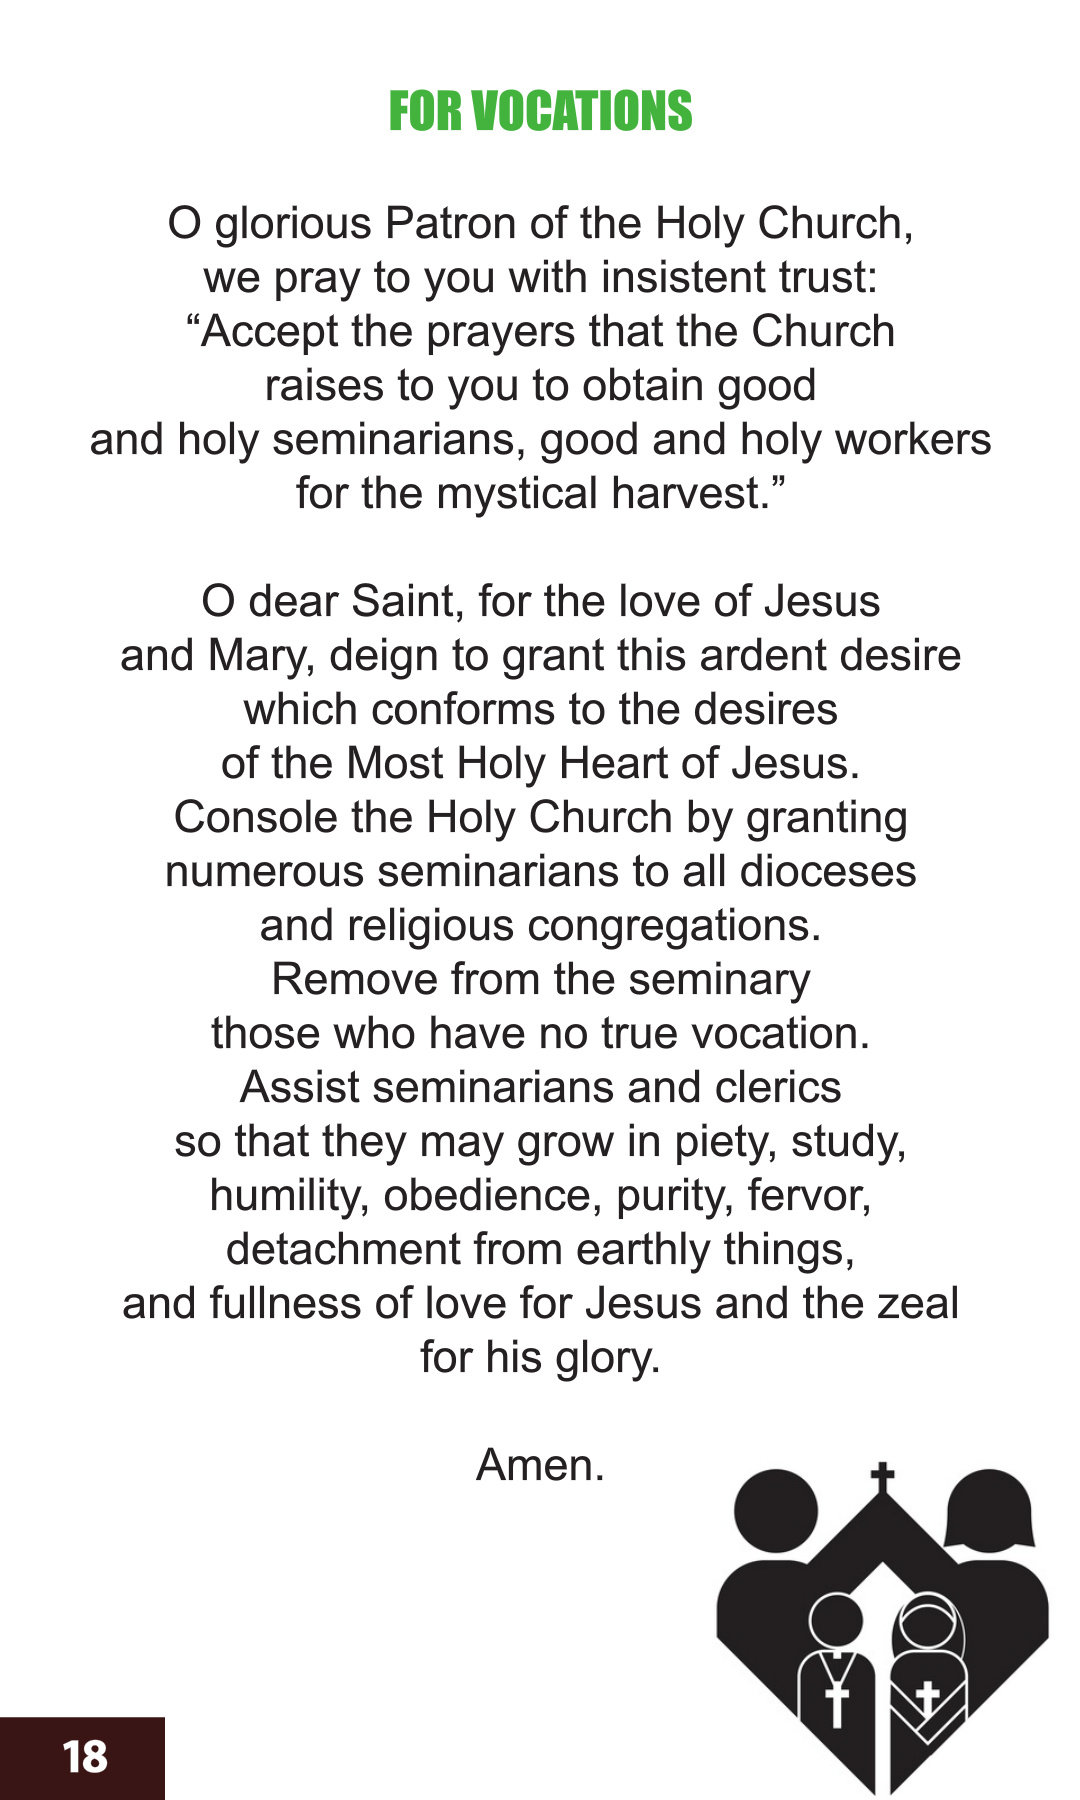 FOR VOCATIONS
O glorious Patron of the Holy Church,
we pray to you with insistent trust:
“Accept the prayers that the Church
raises to you to obtain good
and holy seminarians, good and holy workers
for the mystical harvest.”
O dear Saint, for the love of Jesus
and Mary, deign to grant this ardent desire
which conforms to the desires
of the Most Holy Heart of Jesus.
Console the Holy Church by granting
numerous seminarians to all dioceses
and religious congregations.
Remove from the seminary
those who have no true vocation.
Assist seminarians and clerics
so that they may grow in piety, study,
humility, obedience, purity, fervor,
detachment from earthly things,
and fullness of love for Jesus and the zeal
for his glory.
Amen.
18